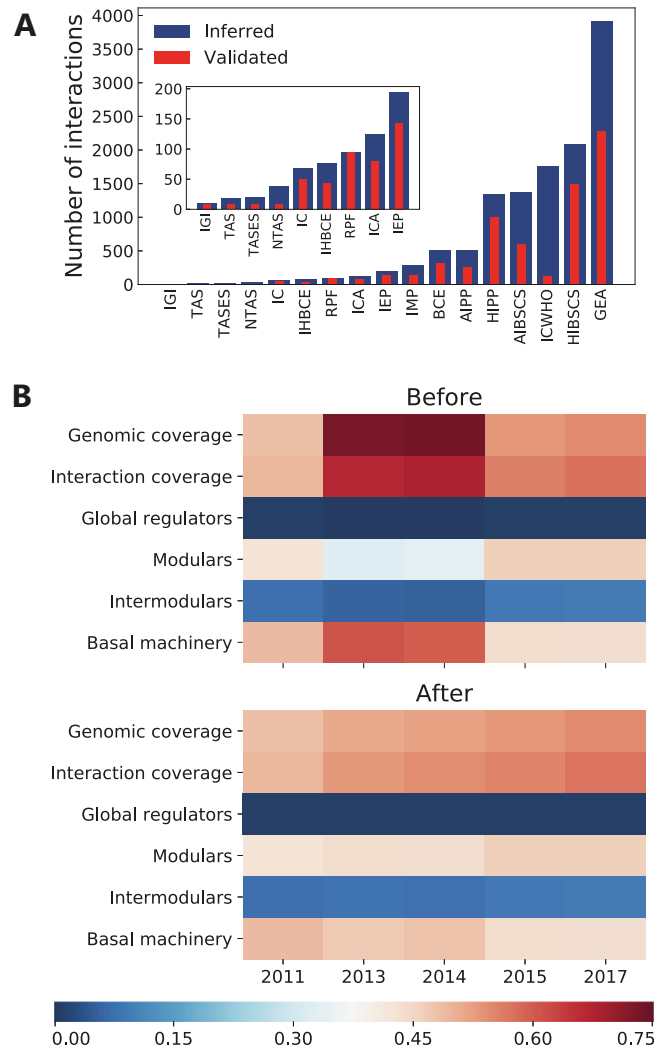 A
Number of interactions
4000
3500
3000
2500
2000
1500
1000
500
0
Inferred
Validated
200
150
100
50
0
IGI TAS TASES NTAS IC IHBCE RPF ICA IEP
IGI TAS TASES NTAS IC IHBCE RPF ICA IEP IMP BCE AIPP HIPP AIBSCS ICWHO HIBSCS GEA
B
Before
Genomic coverage
Interaction coverage
Global regulators
Modulars
Intermodulars
Basal machinery
After
Genomic coverage
Interaction coverage
Global regulators
Modulars
Intermodulars
Basal machinery
2011 2013 2014 2015 2017
0.00 0.15 0.30 0.45 0.60 0.75